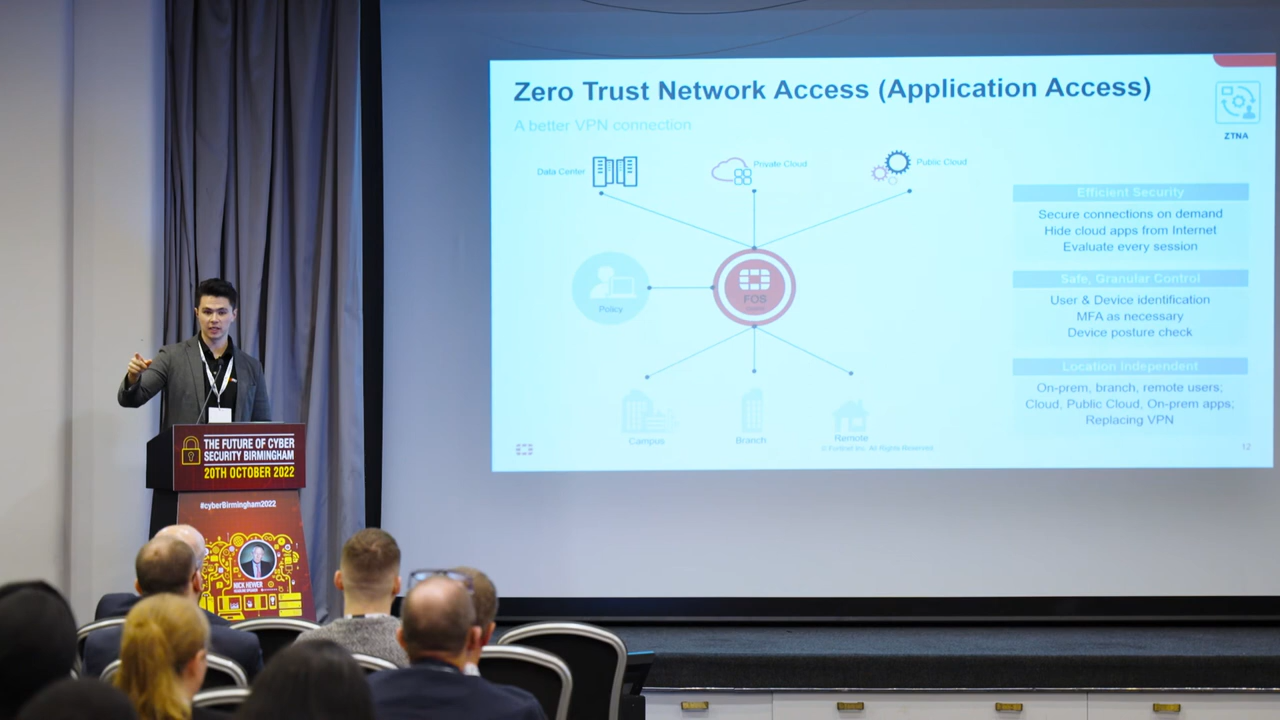 Zero Trust Network Access (Application Access)
A better VPN connection
ZTNA
Data Center
Private Cloud
Public Cloud
Efficient Security
Secure connections on demand
Hide cloud apps from Internet
Evaluate every session
Policy
FOS
Safe, Granular Control
User & Device identification
MFA as necessary
Device posture check
Location Independent
On-prem, branch, remote users;
Cloud, Public Cloud, On-prem apps;
Replacing VPN
Campus
Branch
Remote
© Fortinet Inc. All Rights Reserved.
12
THE FUTURE OF CYBER
SECURITY BIRMINGHAM
20TH OCTOBER 2022
#cyberBirmingham2022
NICK HEWER